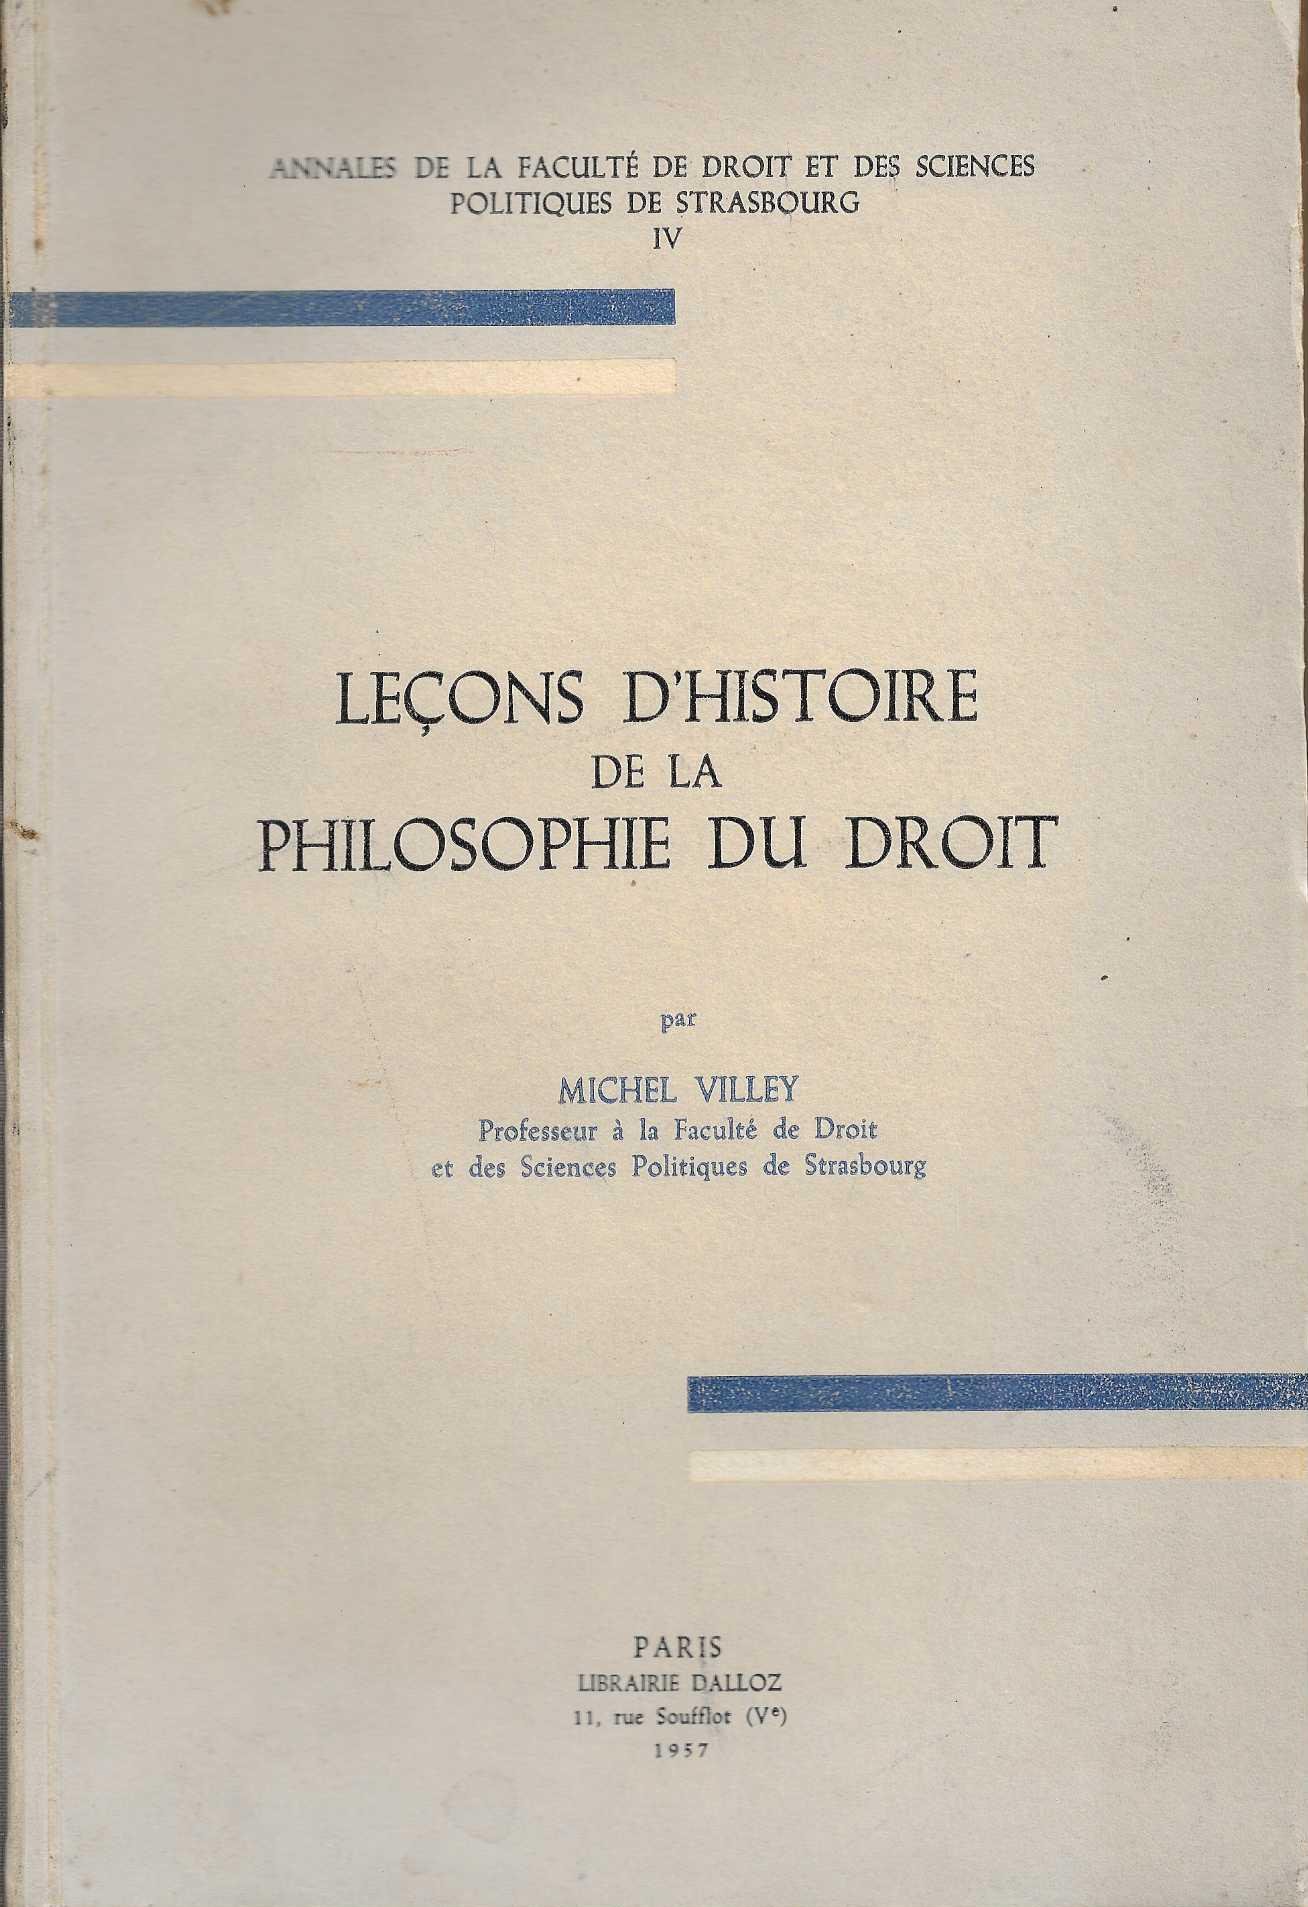 ANNALES DE LA FACULTÉ DE DROIT ET DES SCIENCES
POLITIQUES DE STRASBOURG
IV
LEÇONS D'HISTOIRE
DE LA
PHILOSOPHIE DU DROIT
par
MICHEL VILLEY
Professeur à la Faculté de Droit
et des Sciences Politiques de Strasbourg
PARIS
LIBRAIRIE DALLOZ
11, rue Soufflot (Ve)
1957